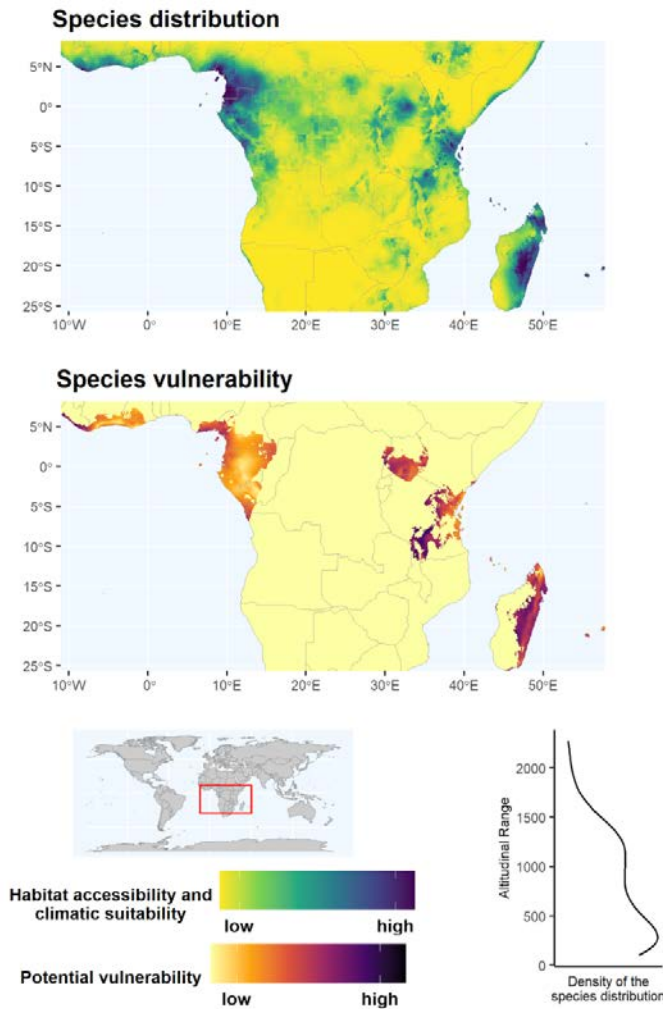 Species distribution
5°N
0°
5°S
10°S
15°S
20°S
25°S
10°W 0° 10°E 20°E 30°E 40°E 50°E
Species vulnerability
5°N
0°
5°S
10°S
15°S
20°S
25°S
10°W 0° 10°E 20°E 30°E 40°E 50°E
Habitat accessibility and
climatic suitability
low high
Potential vulnerability
low high
Altitudinal Range
2000
1500
1000
500
0
Density of the
species distribution